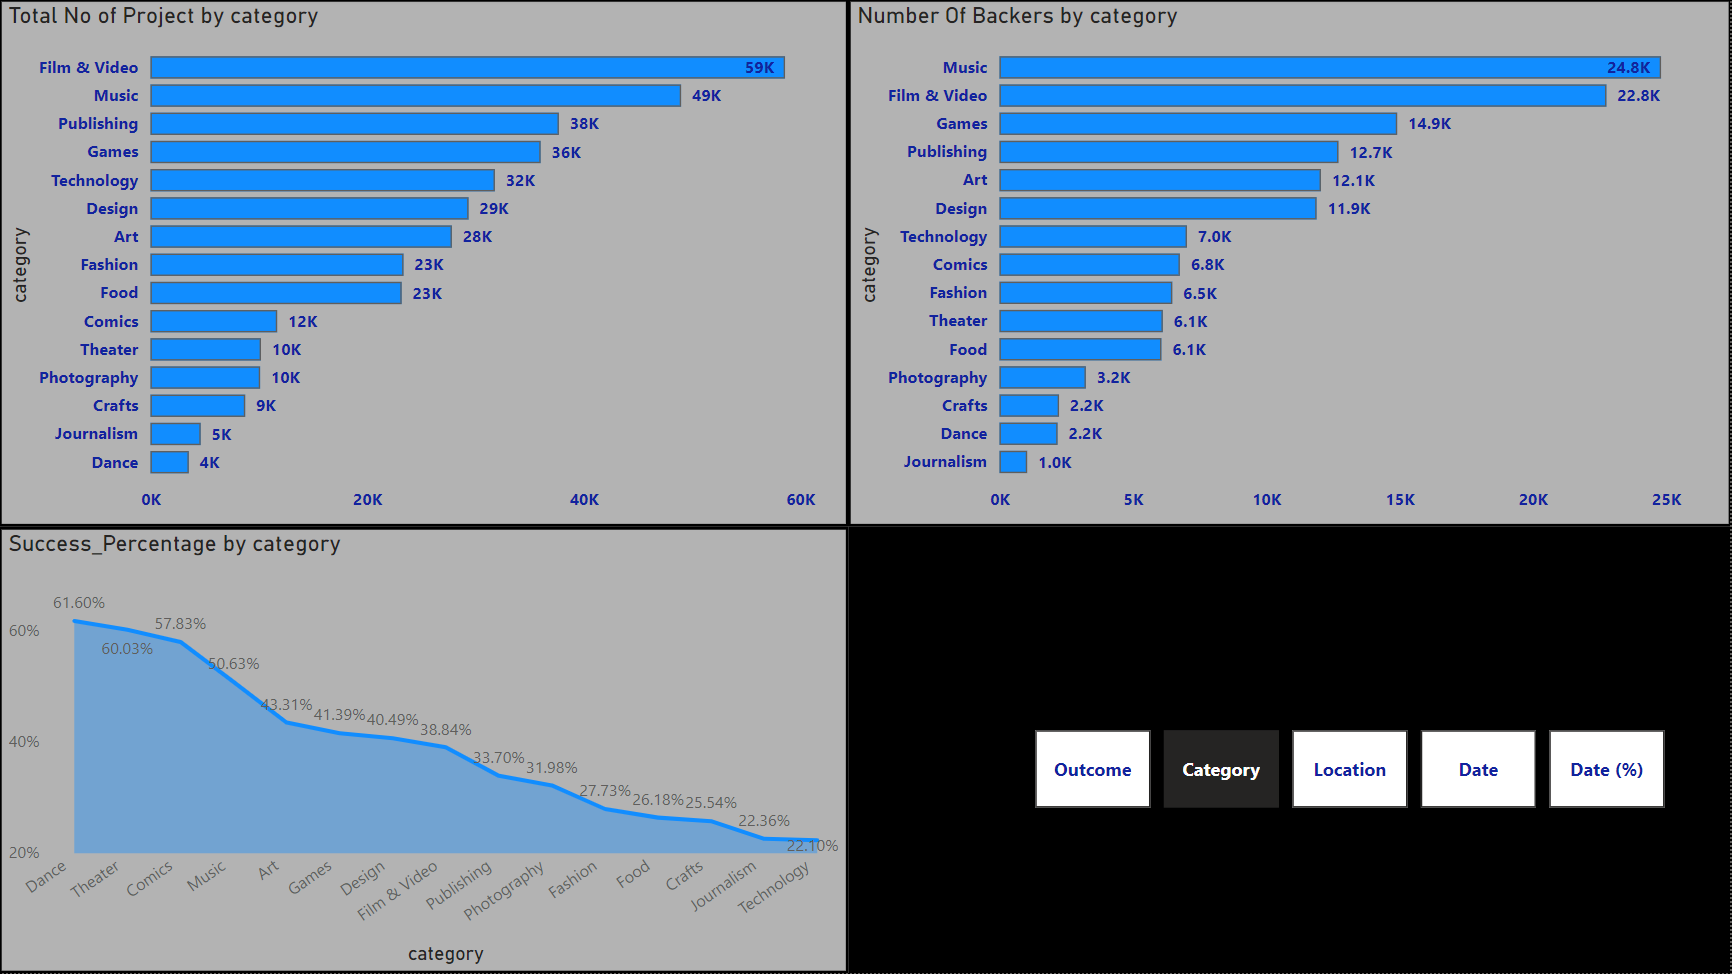 Total No of Project by category
category
Film & Video 59K
Music 49K
Publishing 38K
Games 36K
Technology 32K
Design 29K
Art 28K
Fashion 23K
Food 23K
Comics 12K
Theater 10K
Photography 10K
Crafts 9K
Journalism 5K
Dance 4K
0K 20K 40K 60K
Number Of Backers by category
category
Music 24.8K
Film & Video 22.8K
Games 14.9K
Publishing 12.7K
Art 12.1K
Design 11.9K
Technology 7.0K
Comics 6.8K
Fashion 6.5K
Theater 6.1K
Food 6.1K
Photography 3.2K
Crafts 2.2K
Dance 2.2K
Journalism 1.0K
0K 5K 10K 15K 20K 25K
Success_Percentage by category
60%
40%
20%
61.60%
60.03%
57.83%
50.63%
43.31%
41.39%
40.49%
38.84%
33.70%
31.98%
27.73%
26.18%
25.54%
22.36%
22.10%
Dance
Theater
Comics
Music
Art
Games
Design
Film & Video
Publishing
Photography
Fashion
Food
Crafts
Journalism
Technology
category
Outcome
Category
Location
Date
Date (%)